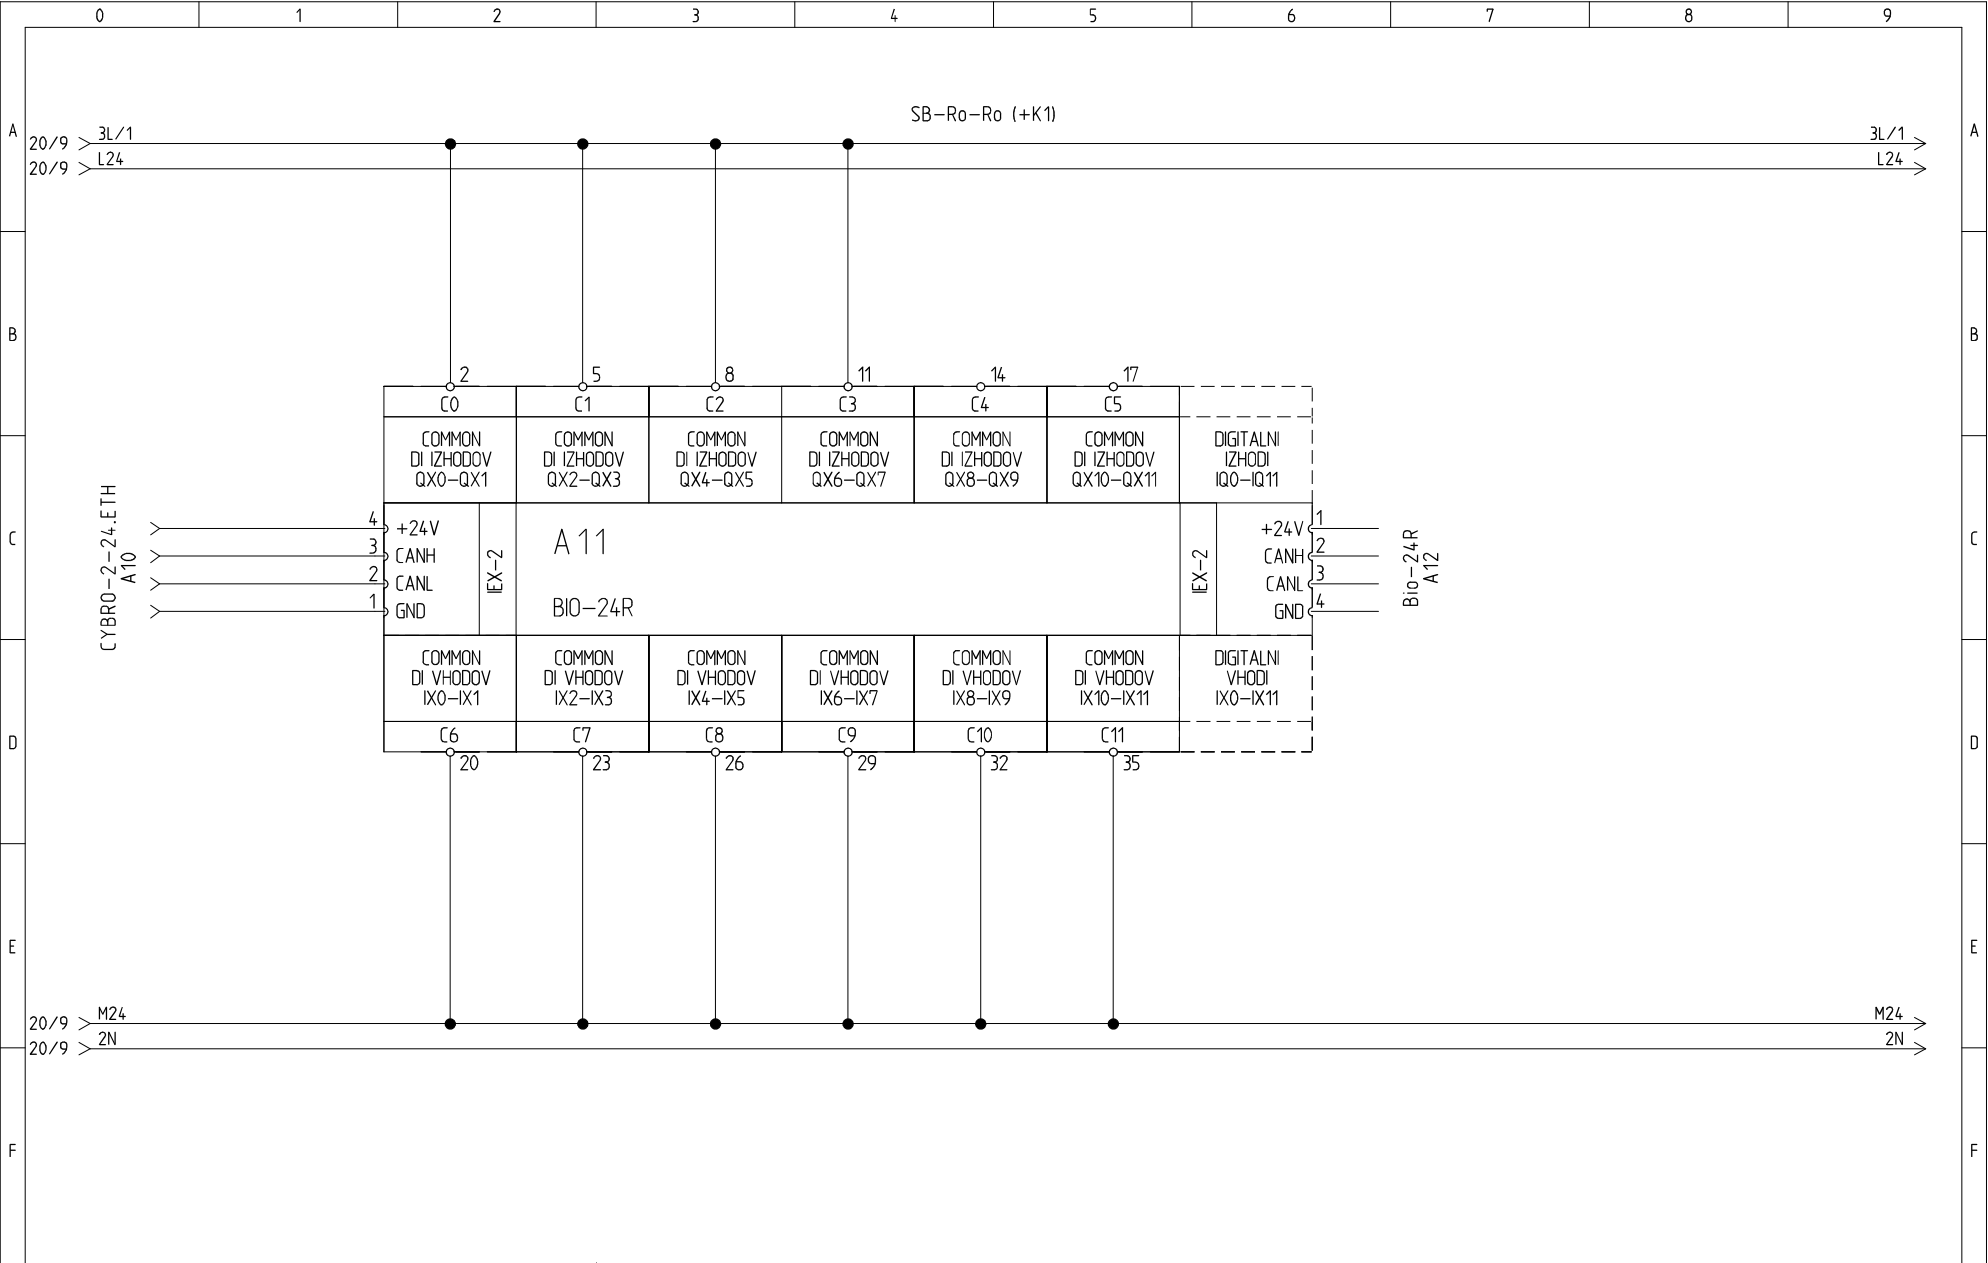 0 1 2 3 4 5 6 7 8 9
SB-Ro-Ro (+K1)
A 20/9 3L/1 3L/1 A
20/9 L24 L24
B B
2 5 8 11 14 17
C0 C1 C2 C3 C4 C5
COMMON COMMON COMMON COMMON COMMON COMMON DIGITALNI
DI IZHODOV DI IZHODOV DI IZHODOV DI IZHODOV DI IZHODOV DI IZHODOV IZHODI
QX0-QX1 QX2-QX3 QX4-QX5 QX6-QX7 QX8-QX9 QX10-QX11 IQ0-IQ11
CYBRO-2-24.ETH
A10
4 +24V
3 CANH
2 CANL
1 GND
IEX-2
A11
BIO-24R
IEX-2
+24V 1
CANH 2
CANL 3
GND 4
Bio-24R
A12
C C
COMMON COMMON COMMON COMMON COMMON COMMON DIGITALNI
DI VHODOV DI VHODOV DI VHODOV DI VHODOV DI VHODOV DI VHODOV VHODI
IX0-IX1 IX2-IX3 IX4-IX5 IX6-IX7 IX8-IX9 IX10-IX11 IX0-IX11
D C6 C7 C8 C9 C10 C11 D
20 23 26 29 32 35
E E
20/9 M24 M24
20/9 2N 2N
F F